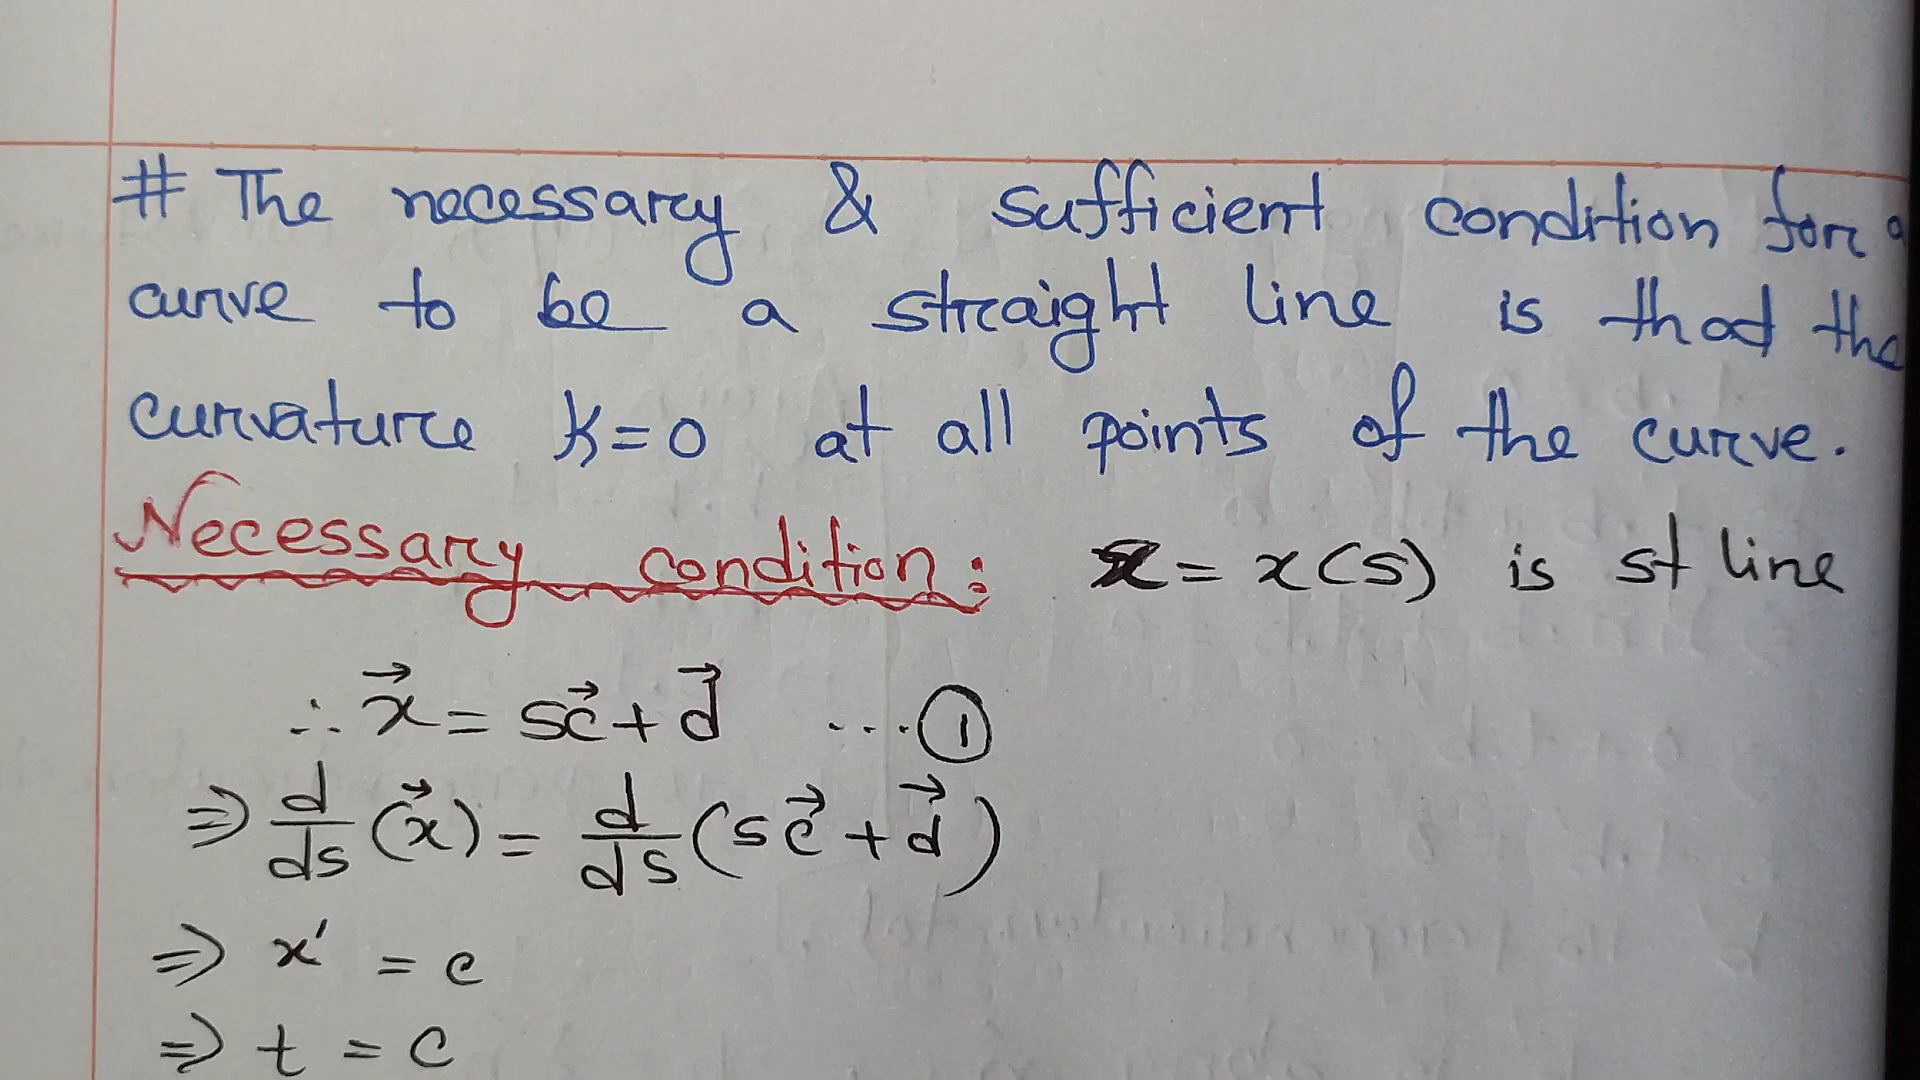 # The necessary & sufficient condition for a
curve to be a straight line is that the
curvature K=0 at all points of the curve.
Necessary condition: x = x(s) is st line
∴ x⃗ = sc⃗ + d⃗ ...①
⇒ d/ds (x⃗) = d/ds (sc⃗ + d⃗)
⇒ x' = c
⇒ t = c